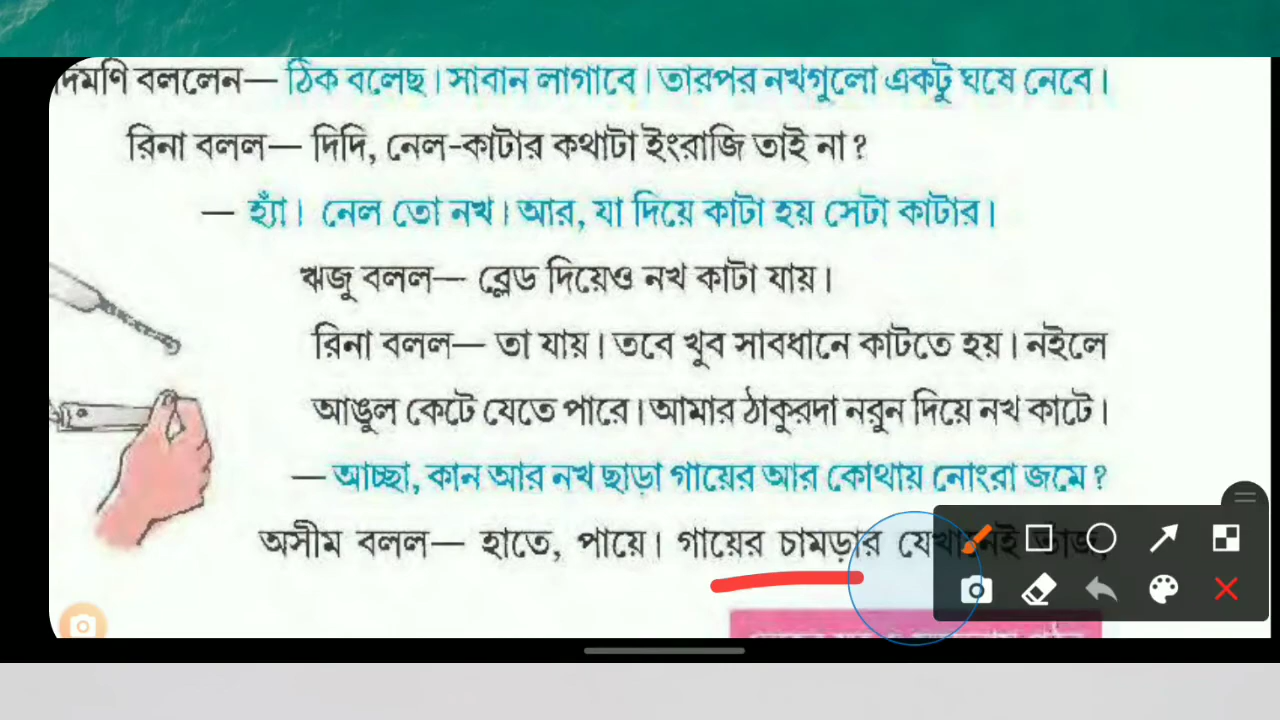 দিমণি বললেন— ঠিক বলেছ। সাবান লাগাবে। তারপর নখগুলো একটু ঘষে নেবে।
রিনা বলল— দিদি, নেল-কাটার কথাটা ইংরাজি তাই না?
— হ্যাঁ। নেল তো নখ। আর, যা দিয়ে কাটা হয় সেটা কাটার।
ঋজু বলল— ব্লেড দিয়েও নখ কাটা যায়।
রিনা বলল— তা যায়। তবে খুব সাবধানে কাটতে হয়। নইলে
আঙুল কেটে যেতে পারে। আমার ঠাকুরদা নরুন দিয়ে নখ কাটে।
— আচ্ছা, কান আর নখ ছাড়া গায়ের আর কোথায় নোংরা জমে?
অসীম বলল— হাতে, পায়ে। গায়ের চামড়ার যেখানেই ভাঁজ,